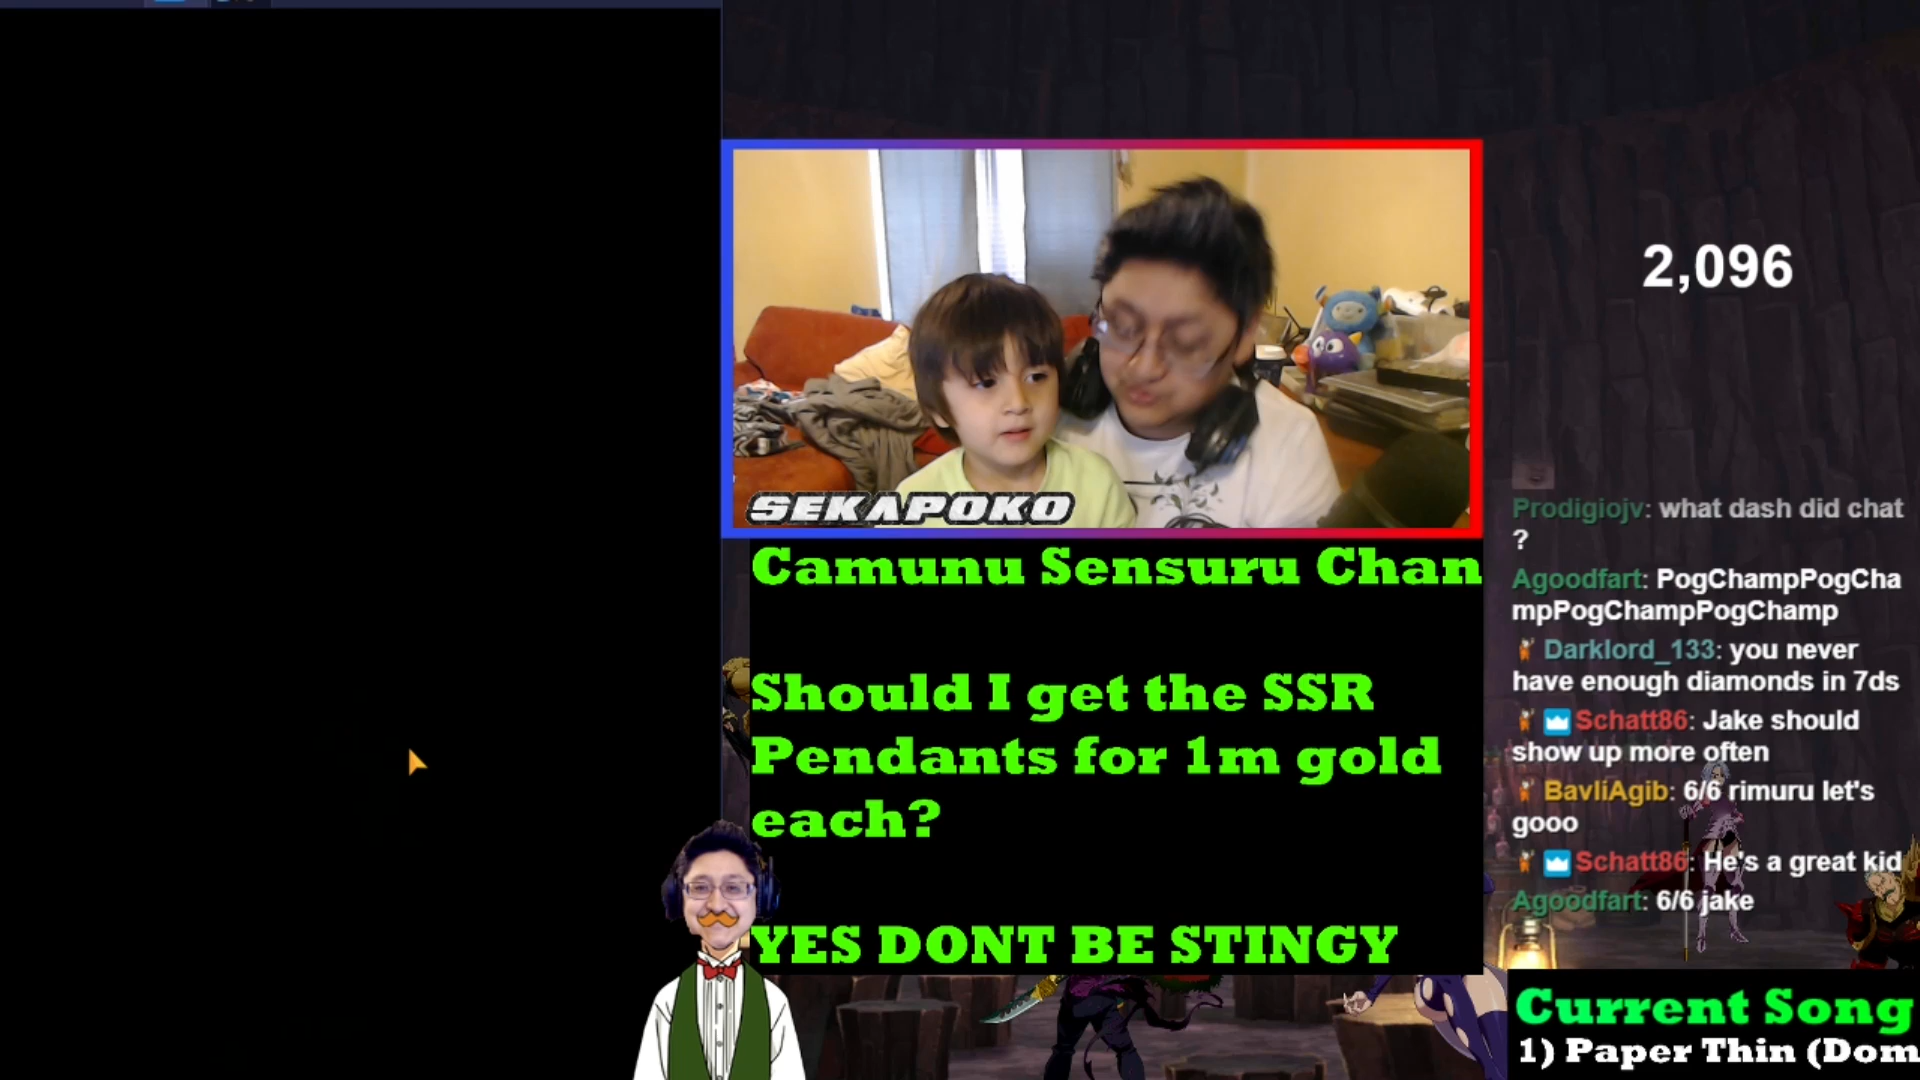 2,096
SEKAPOKO
Camunu Sensuru Chan
Should I get the SSR
Pendants for 1m gold
each?
YES DONT BE STINGY
Prodigiojv: what dash did chat
?
Agoodfart: PogChampPogCha
mpPogChampPogChamp
Darklord_133: you never
have enough diamonds in 7ds
Schatt86: Jake should
show up more often
BavliAgib: 6/6 rimuru let's
gooo
Schatt86: He's a great kid
Agoodfart: 6/6 jake
Current Song
1) Paper Thin (Dom